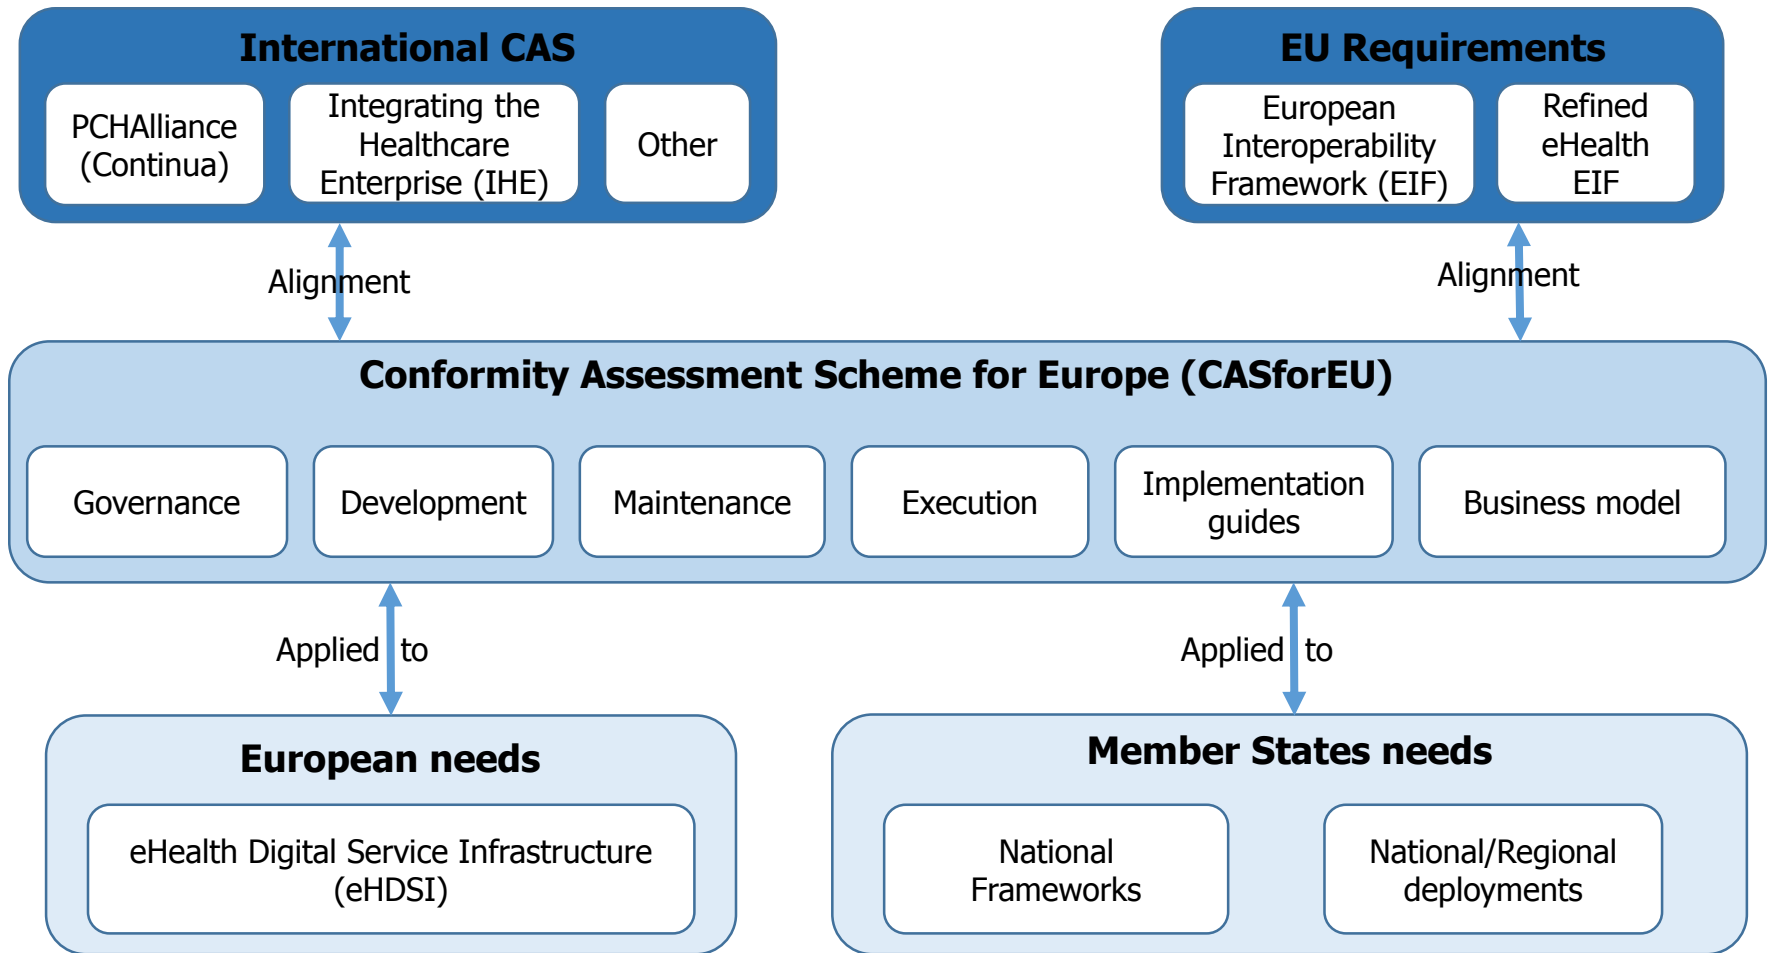 International CAS
PCHAlliance
(Continua)
Integrating the
Healthcare
Enterprise (IHE)
Other
EU Requirements
European
Interoperability
Framework (EIF)
Refined
eHealth
EIF
Alignment
Alignment
Conformity Assessment Scheme for Europe (CASforEU)
Governance
Development
Maintenance
Execution
Implementation
guides
Business model
Applied to
Applied to
European needs
eHealth Digital Service Infrastructure
(eHDSI)
Member States needs
National
Frameworks
National/Regional
deployments